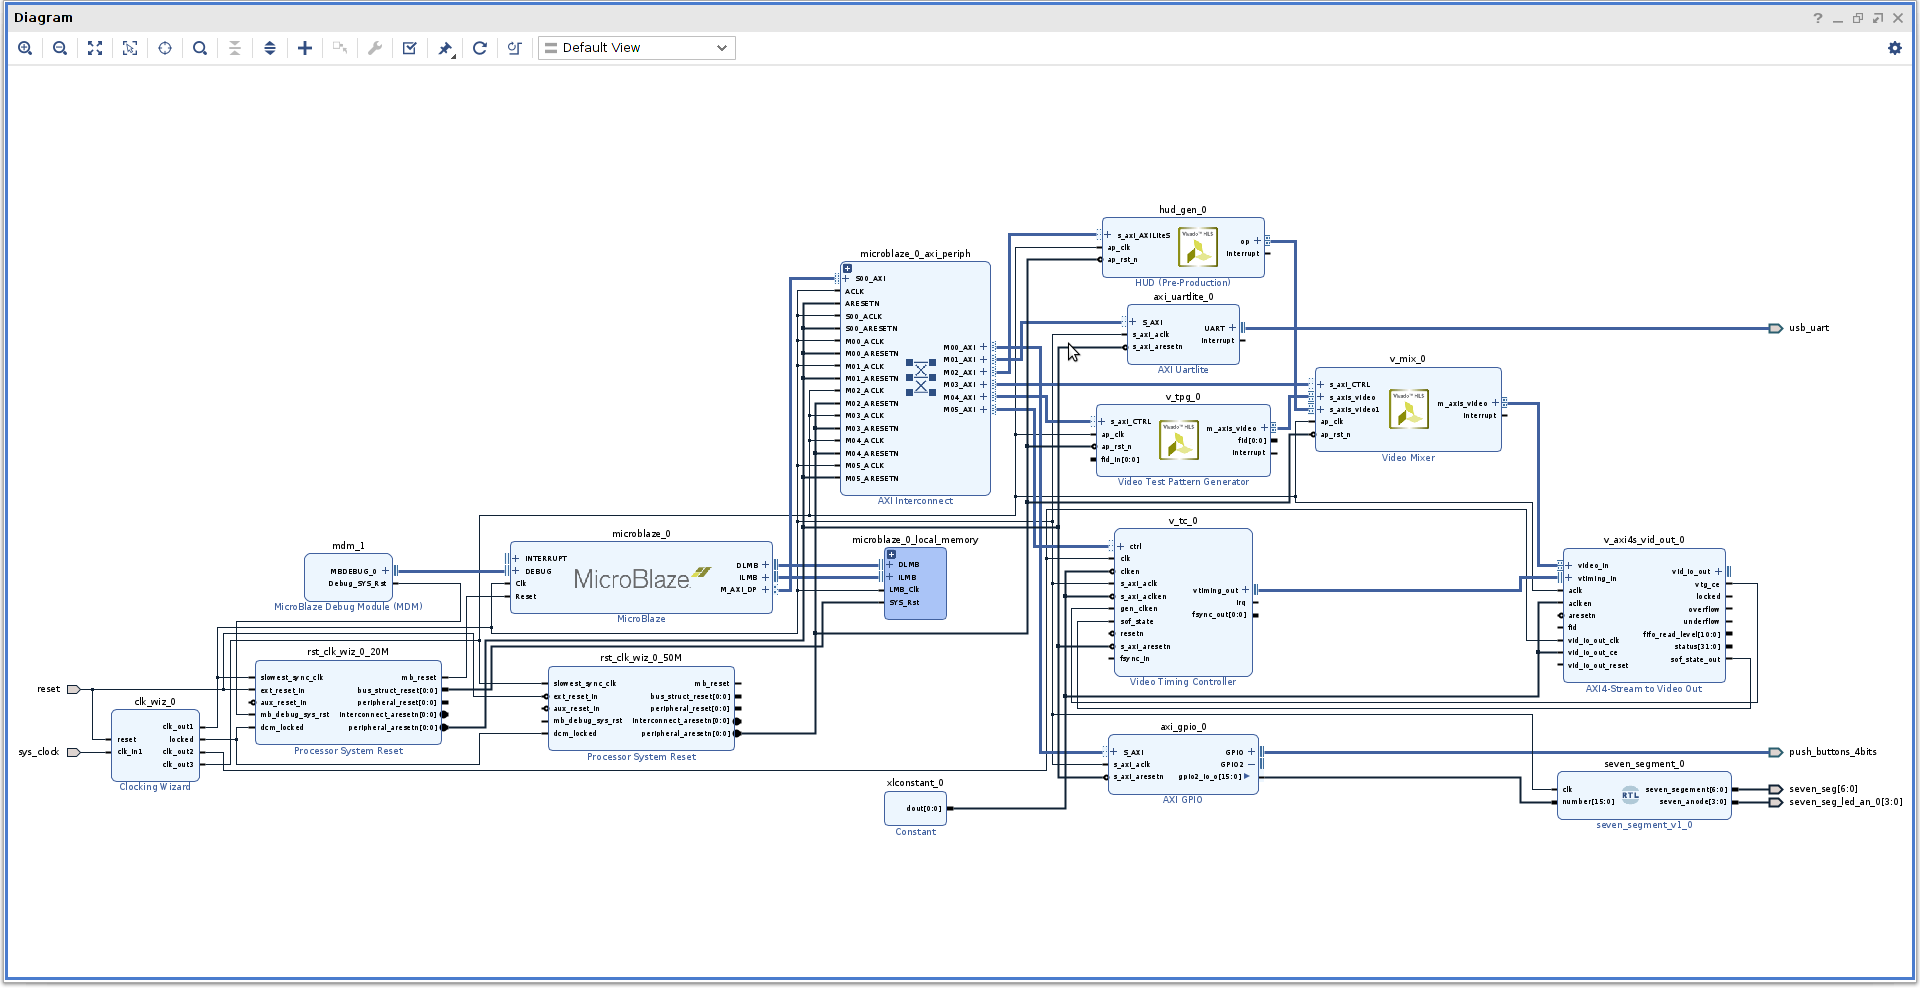 Diagram
Default View
hud_gen_0
s_axi_AXILiteS
ap_clk
ap_rst_n
Vivado™ HLS
op
interrupt
HUD (Pre-Production)
microblaze_0_axi_periph
S00_AXI
ACLK
ARESETN
S00_ACLK
S00_ARESETN
M00_ACLK
M00_ARESETN
M01_ACLK
M01_ARESETN
M02_ACLK
M02_ARESETN
M03_ACLK
M03_ARESETN
M04_ACLK
M04_ARESETN
M05_ACLK
M05_ARESETN
M00_AXI
M01_AXI
M02_AXI
M03_AXI
M04_AXI
M05_AXI
AXI Interconnect
axi_uartlite_0
S_AXI
s_axi_aclk
s_axi_aresetn
UART
interrupt
AXI Uartlite
usb_uart
v_mix_0
s_axi_CTRL
s_axis_video
s_axis_video1
ap_clk
ap_rst_n
Vivado™ HLS
m_axis_video
interrupt
Video Mixer
v_tpg_0
s_axi_CTRL
ap_clk
ap_rst_n
fid_in[0:0]
Vivado™ HLS
m_axis_video
fid[0:0]
interrupt
Video Test Pattern Generator
mdm_1
MBDEBUG_0
Debug_SYS_Rst
MicroBlaze Debug Module (MDM)
microblaze_0
INTERRUPT
DEBUG
Clk
Reset
MicroBlaze
DLMB
ILMB
M_AXI_DP
MicroBlaze
microblaze_0_local_memory
DLMB
ILMB
LMB_Clk
SYS_Rst
v_tc_0
ctrl
clk
clken
s_axi_aclk
s_axi_aclken
gen_clken
sof_state
resetn
s_axi_aresetn
fsync_in
vtiming_out
irq
fsync_out[0:0]
Video Timing Controller
v_axi4s_vid_out_0
video_in
vtiming_in
aclk
aclken
aresetn
fid
vid_io_out_clk
vid_io_out_ce
vid_io_out_reset
vid_io_out
vtg_ce
locked
overflow
underflow
fifo_read_level[10:0]
status[31:0]
sof_state_out
AXI4-Stream to Video Out
rst_clk_wiz_0_20M
slowest_sync_clk
ext_reset_in
aux_reset_in
mb_debug_sys_rst
dcm_locked
mb_reset
bus_struct_reset[0:0]
peripheral_reset[0:0]
interconnect_aresetn[0:0]
peripheral_aresetn[0:0]
Processor System Reset
rst_clk_wiz_0_50M
slowest_sync_clk
ext_reset_in
aux_reset_in
mb_debug_sys_rst
dcm_locked
mb_reset
bus_struct_reset[0:0]
peripheral_reset[0:0]
interconnect_aresetn[0:0]
peripheral_aresetn[0:0]
Processor System Reset
reset
sys_clock
clk_wiz_0
reset
clk_in1
clk_out1
locked
clk_out2
clk_out3
Clocking Wizard
axi_gpio_0
S_AXI
s_axi_aclk
s_axi_aresetn
GPIO
GPIO2
gpio2_io_o[15:0]
AXI GPIO
push_buttons_4bits
xlconstant_0
dout[0:0]
Constant
seven_segment_0
clk
number[15:0]
RTL
seven_segement[6:0]
seven_anode[3:0]
seven_segment_v1_0
seven_seg[6:0]
seven_seg_led_an_0[3:0]